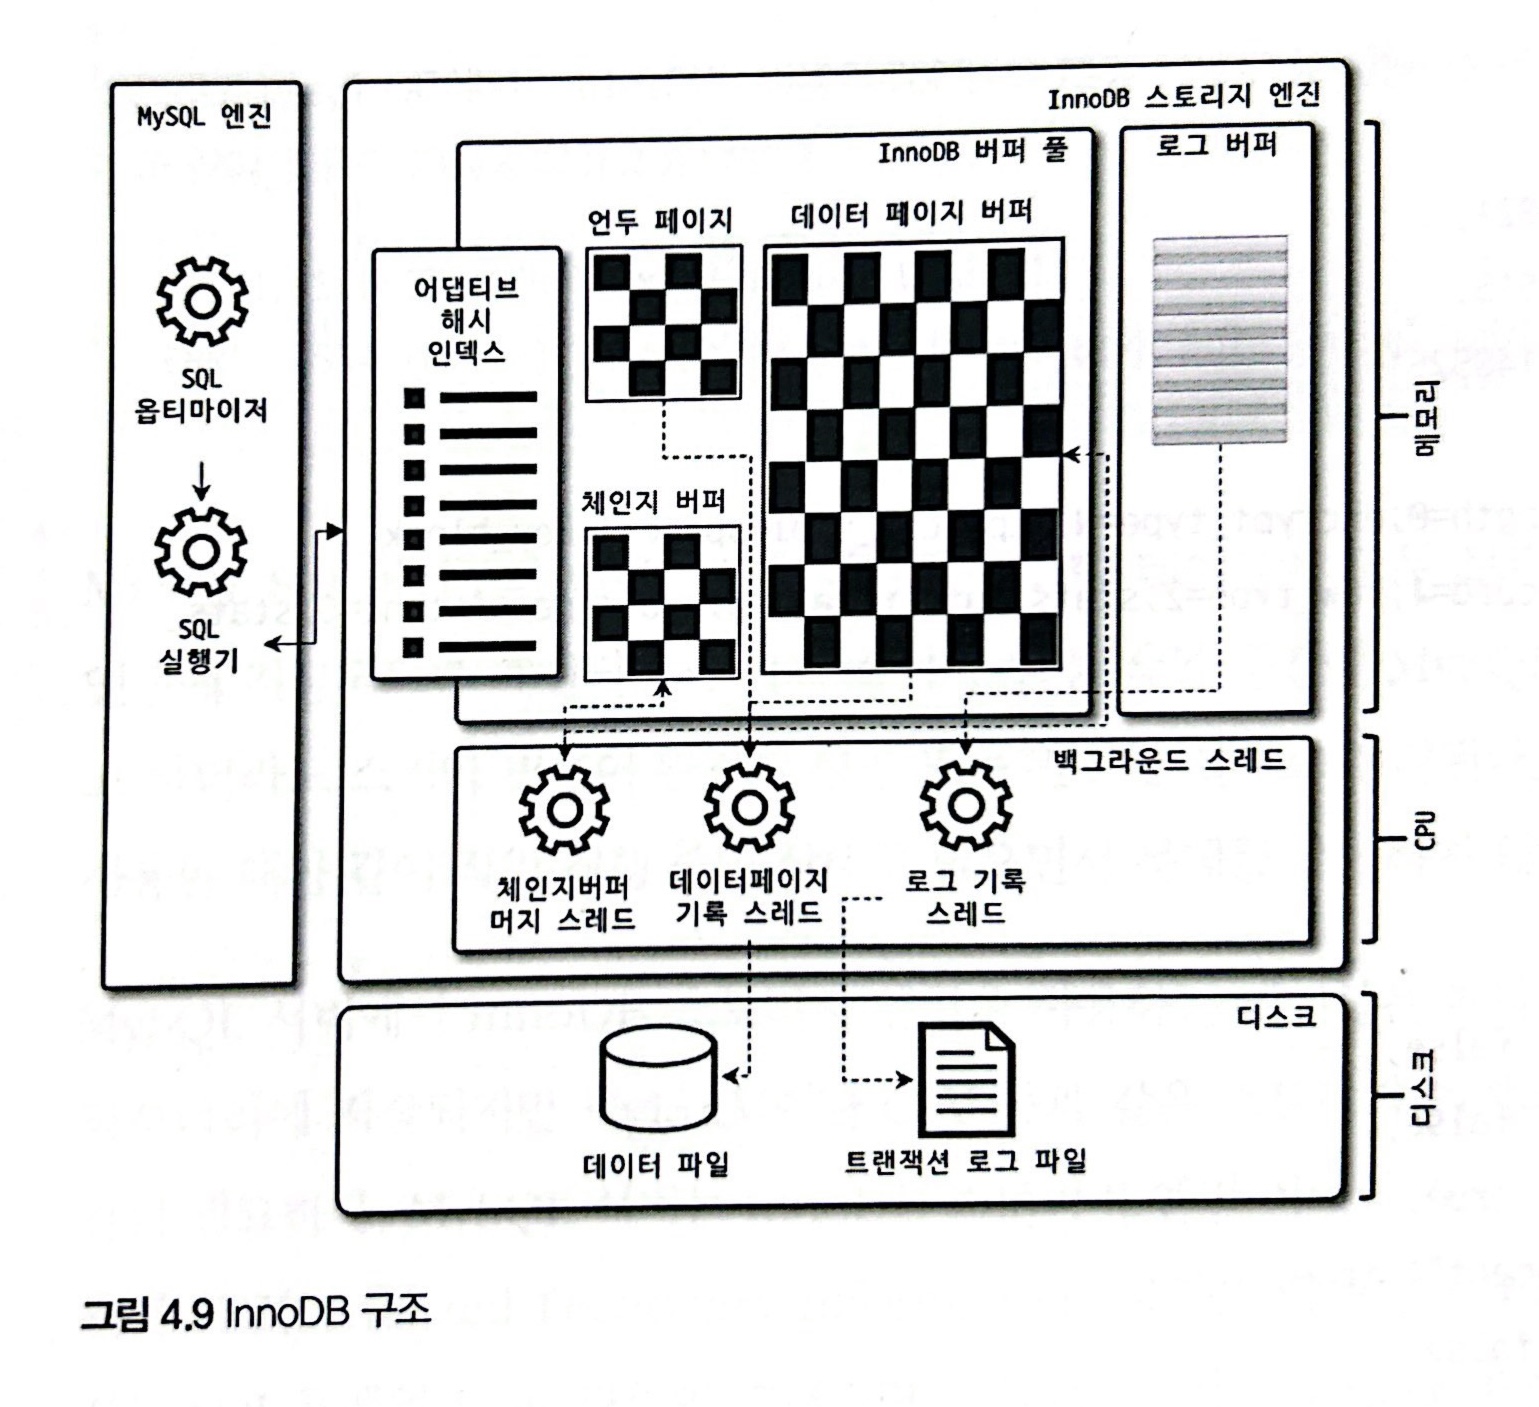 MySQL 엔진
SQL
옵티마이저
SQL
실행기
InnoDB 스토리지 엔진
InnoDB 버퍼 풀
로그 버퍼
언두 페이지
데이터 페이지 버퍼
어댑티브
해시
인덱스
체인지 버퍼
백그라운드 스레드
체인지버퍼
머지 스레드
데이터페이지
기록 스레드
로그 기록
스레드
디스크
데이터 파일
트랜잭션 로그 파일
메모리
CPU
디스크
그림 4.9 InnoDB 구조